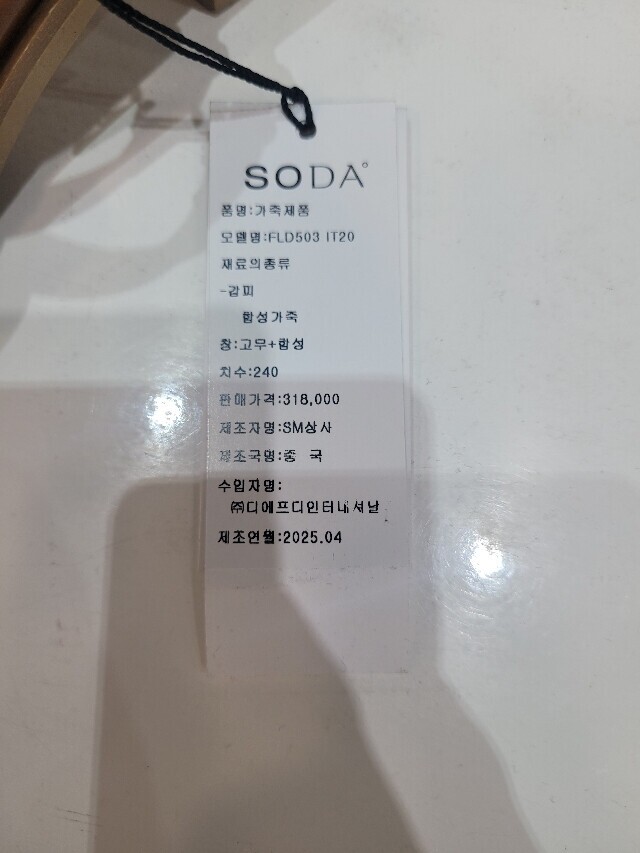 SODA°
품명:가죽제품
모델명:FLD503 IT20
재료의종류
-갑피
합성가죽
창:고무+합성
치수:240
판매가격:318,000
제조자명:SM상사
제조국명:중 국
수입자명:
㈜디에프디인터내셔날
제조연월:2025.04